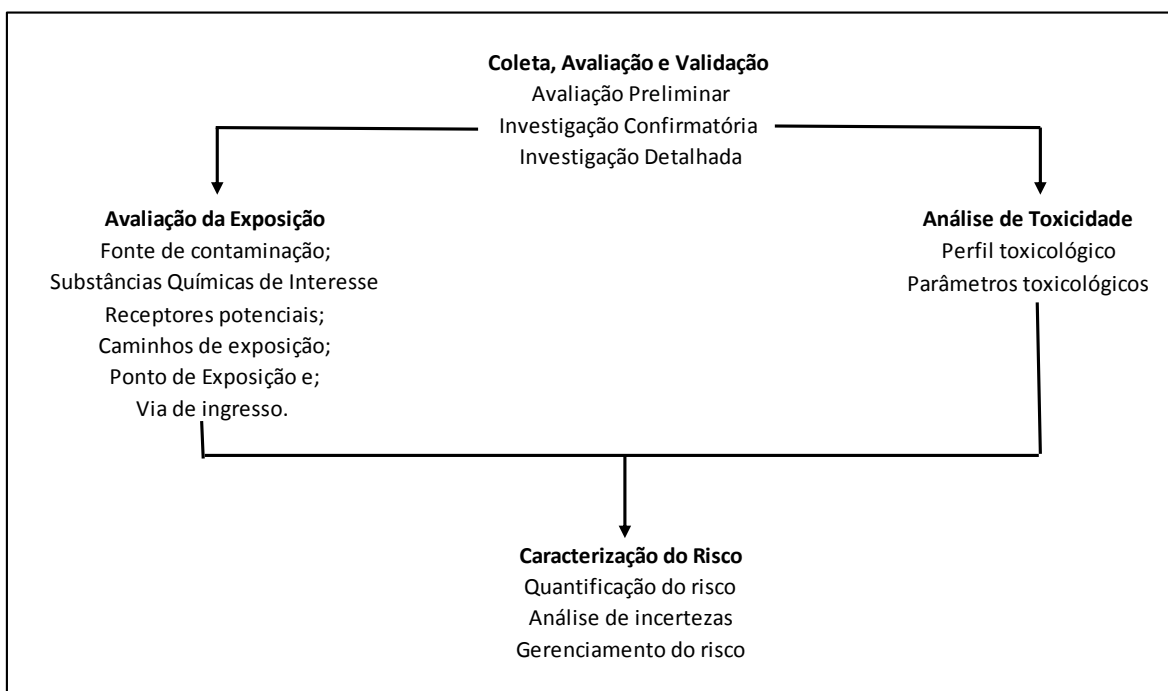 Coleta, Avaliação e Validação
Avaliação Preliminar
Investigação Confirmatória
Investigação Detalhada
Avaliação da Exposição
Fonte de contaminação;
Substâncias Químicas de Interesse
Receptores potenciais;
Caminhos de exposição;
Ponto de Exposição e;
Via de ingresso.
Análise de Toxicidade
Perfil toxicológico
Parâmetros toxicológicos
Caracterização do Risco
Quantificação do risco
Análise de incertezas
Gerenciamento do risco